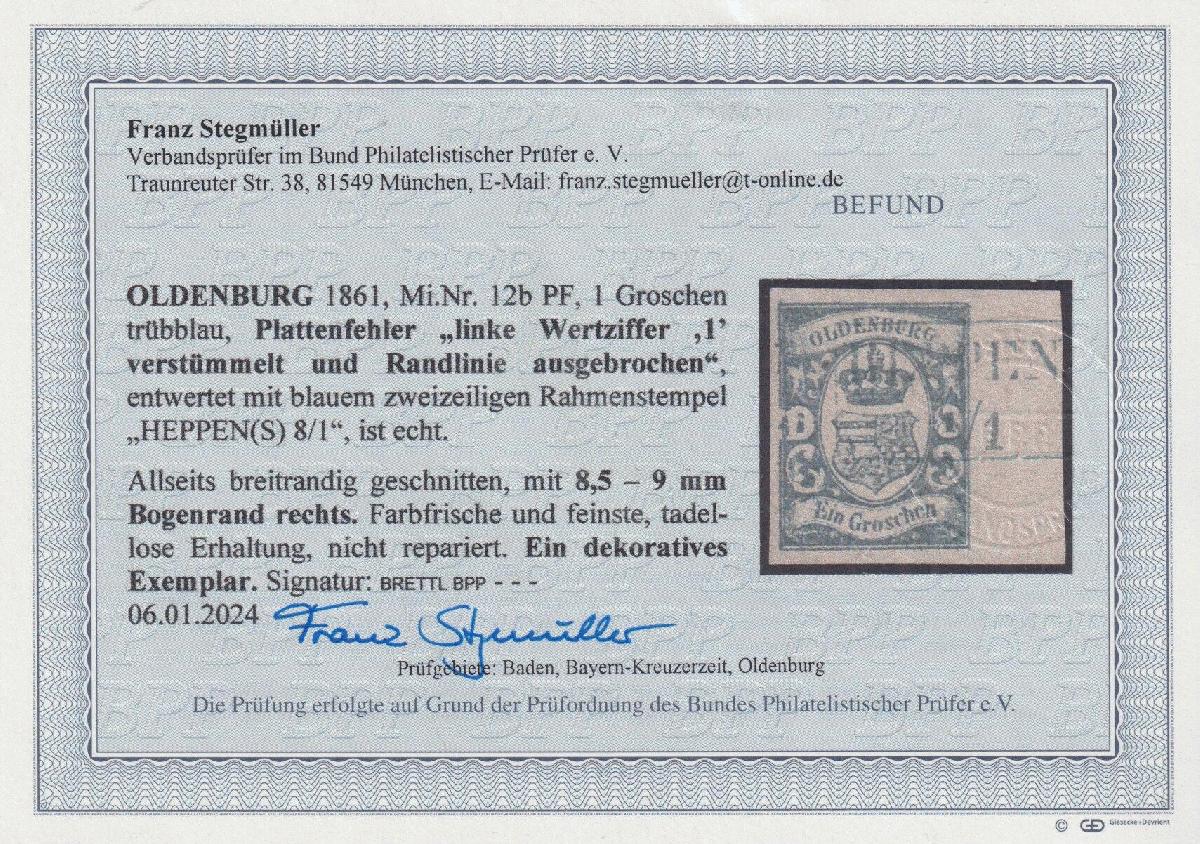 Franz Stegmüller
Verbandsprüfer im Bund Philatelistischer Prüfer e. V.
Traunreuter Str. 38, 81549 München, E-Mail: franz.stegmueller@t-online.de
BEFUND
OLDENBURG 1861, Mi.Nr. 12b PF, 1 Groschen
trübblau, Plattenfehler „linke Wertziffer ‚1’
verstümmelt und Randlinie ausgebrochen“,
entwertet mit blauem zweizeiligen Rahmenstempel
„HEPPEN(S) 8/1“, ist echt.
Allseits breitrandig geschnitten, mit 8,5 – 9 mm
Bogenrand rechts. Farbfrische und feinste, tadel-
lose Erhaltung, nicht repariert. Ein dekoratives
Exemplar. Signatur: BRETTL BPP - - -
06.01.2024 Franz Stegmüller
Prüfgebiete: Baden, Bayern-Kreuzerzeit, Oldenburg
Die Prüfung erfolgte auf Grund der Prüfordnung des Bundes Philatelistischer Prüfer e.V.
OLDENBURG
PPEN
/1
Ein Groschen
© Giesecke+Devrient